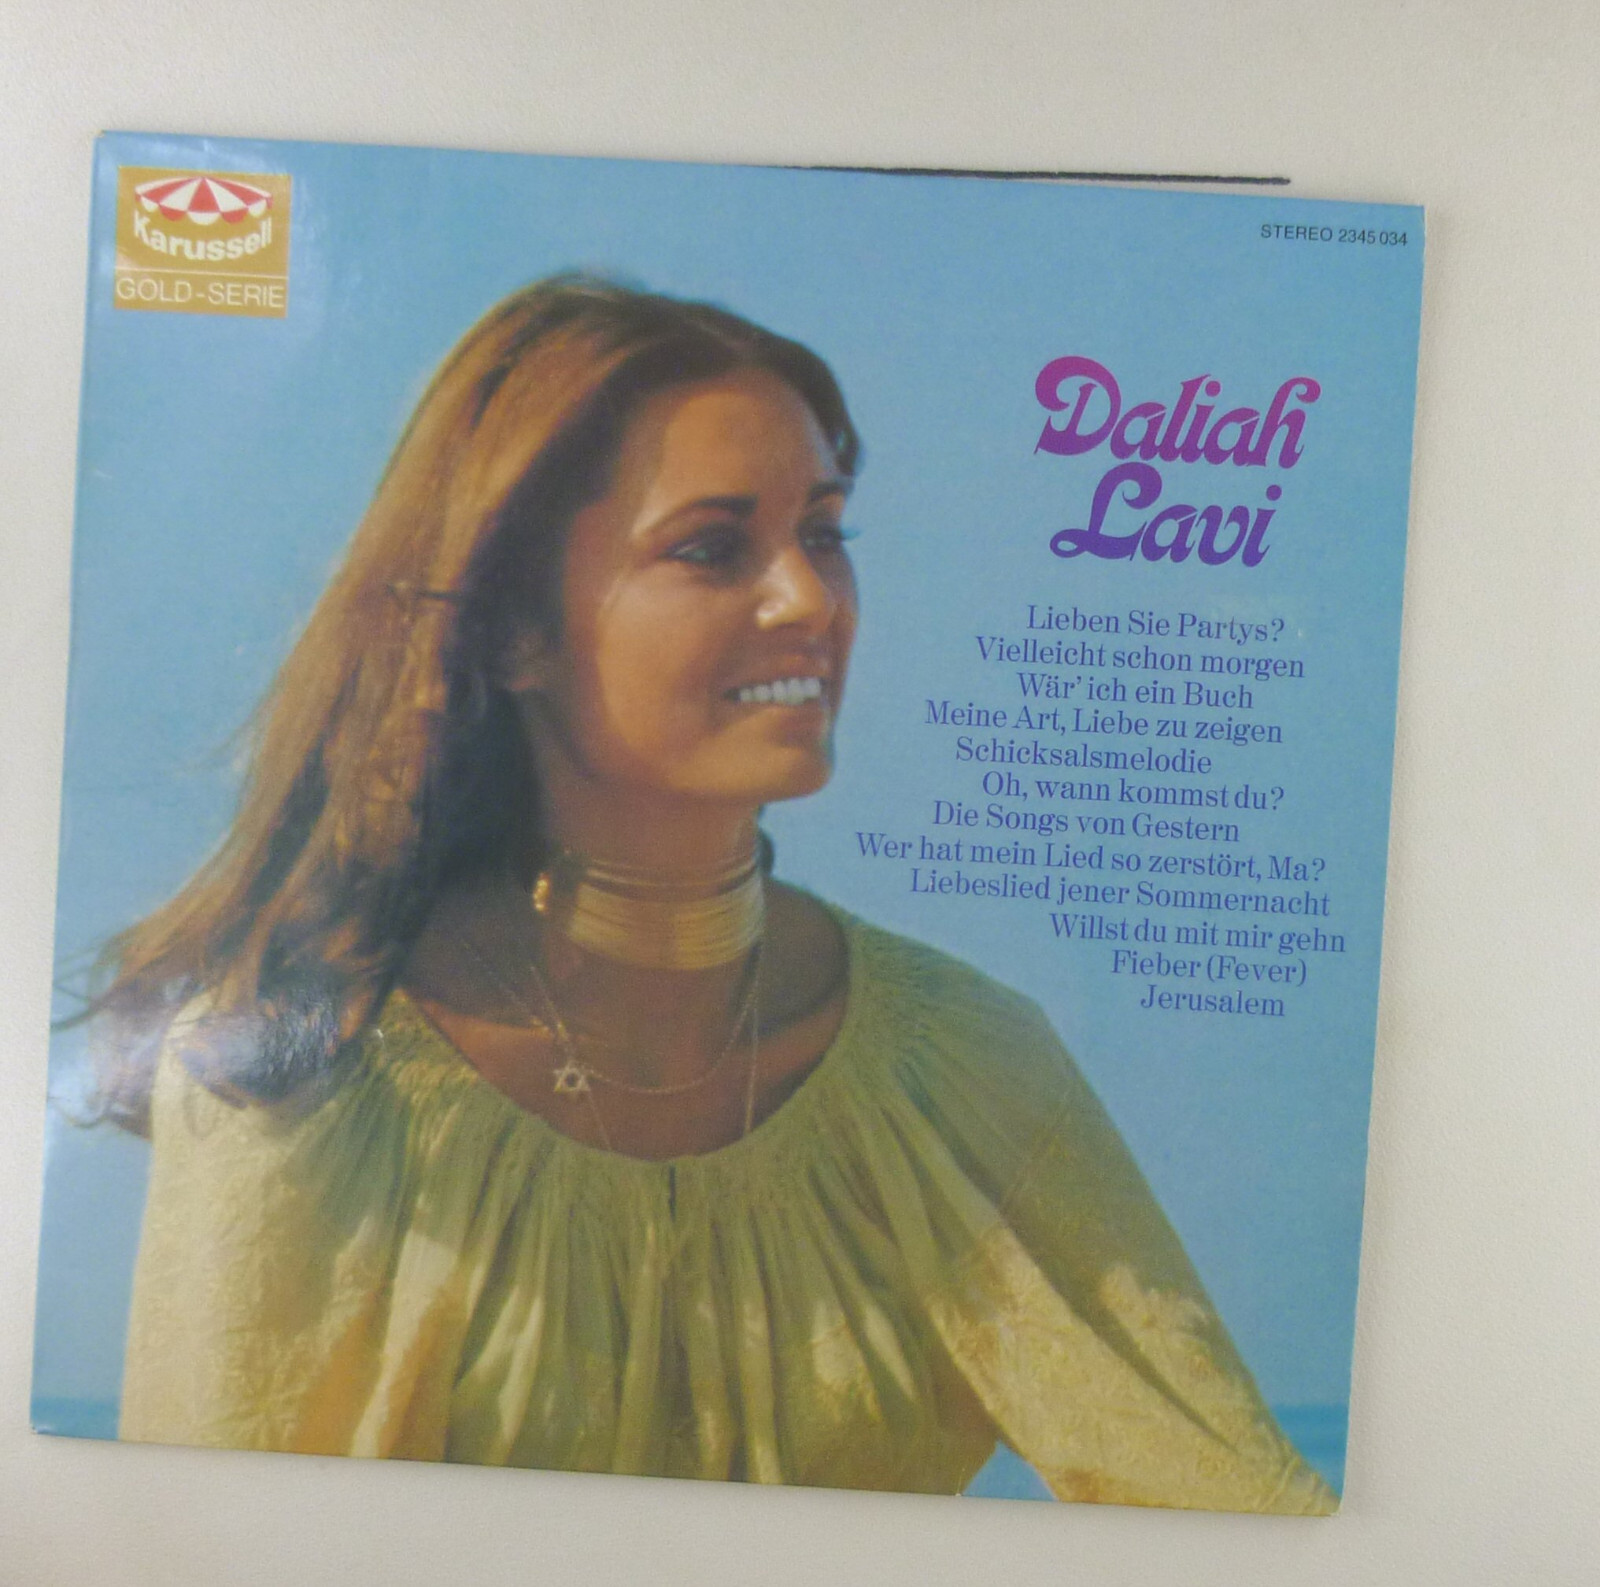 Karussell
GOLD-SERIE
STEREO 2345 034
Daliah
Lavi
Lieben Sie Partys?
Vielleicht schon morgen
Wär' ich ein Buch
Meine Art, Liebe zu zeigen
Schicksalsmelodie
Oh, wann kommst du?
Die Songs von Gestern
Wer hat mein Lied so zerstört, Ma?
Liebeslied jener Sommernacht
Willst du mit mir gehn
Fieber (Fever)
Jerusalem